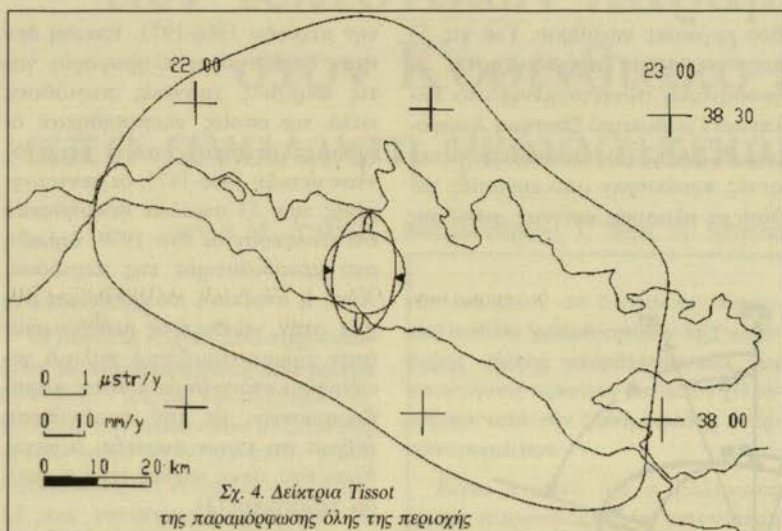 22 00
23 00
38 30
0 1 μstr/y
0 10 mm/y
38 00
0 10 20 km
Σχ. 4. Δείκτρια Tissot
της παραμόρφωσης όλης της περιοχής